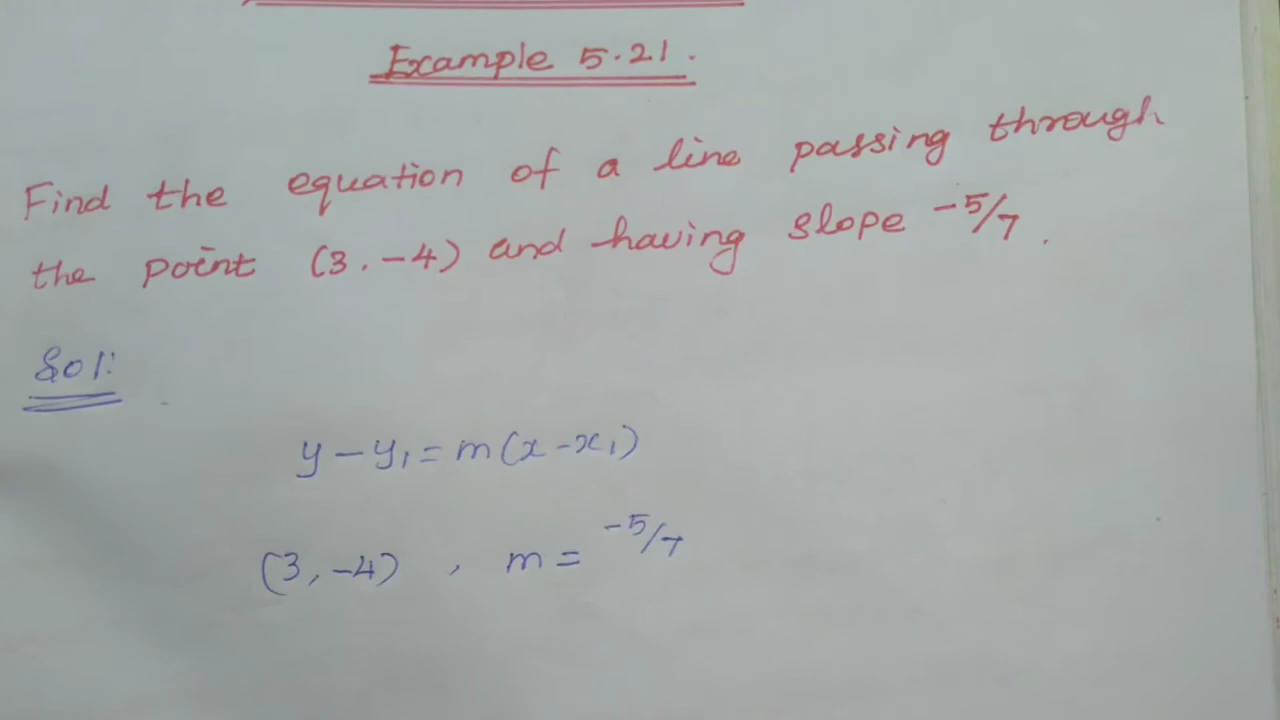 Example 5.21.
Find the equation of a line passing through
the point (3.-4) and having slope -5/7.
Sol:
y-y₁=m(x-x₁)
(3,-4), m=-5/7